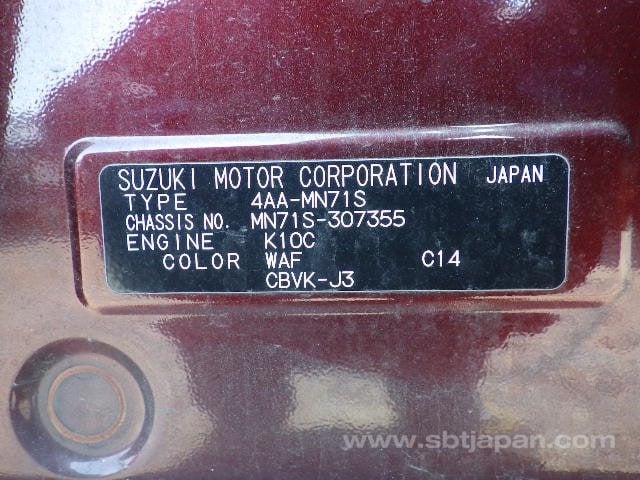 SUZUKI MOTOR CORPORATION JAPAN
TYPE 4AA-MN71S
CHASSIS NO. MN71S-307355
ENGINE K10C
COLOR WAF C14
CBVK-J3
www.sbtjapan.com